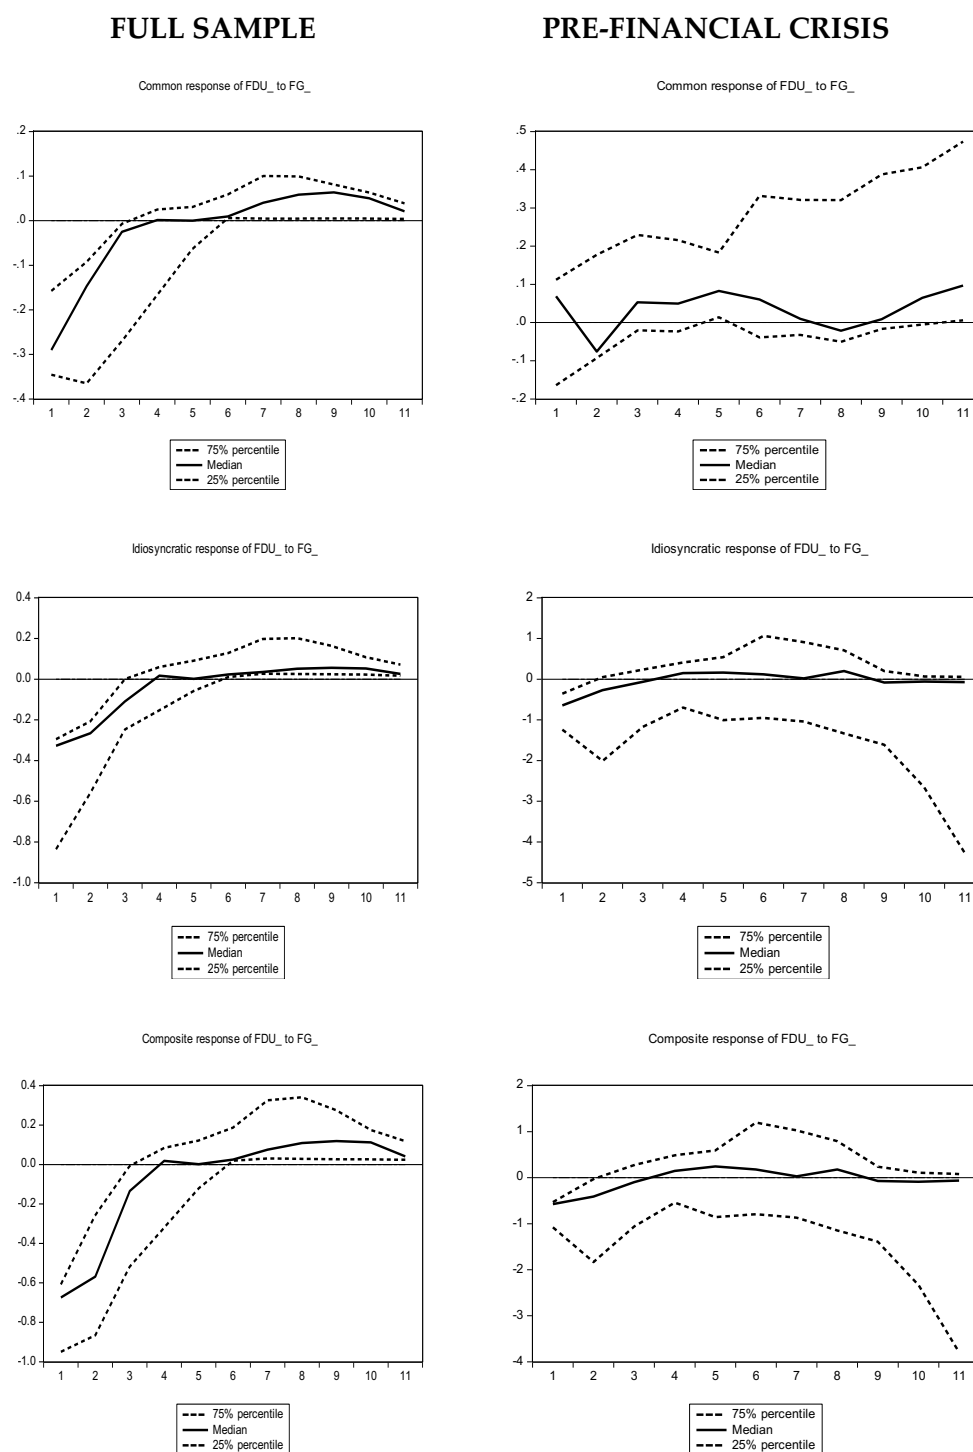 FULL SAMPLE
PRE-FINANCIAL CRISIS
Common response of FDU_ to FG_
.2
.1
.0
-.1
-.2
-.3
-.4
1 2 3 4 5 6 7 8 9 10 11
75% percentile
Median
25% percentile
Common response of FDU_ to FG_
.5
.4
.3
.2
.1
.0
-.1
-.2
1 2 3 4 5 6 7 8 9 10 11
75% percentile
Median
25% percentile
Idiosyncratic response of FDU_ to FG_
0.4
0.2
0.0
-0.2
-0.4
-0.6
-0.8
-1.0
1 2 3 4 5 6 7 8 9 10 11
75% percentile
Median
25% percentile
Idiosyncratic response of FDU_ to FG_
2
1
0
-1
-2
-3
-4
-5
1 2 3 4 5 6 7 8 9 10 11
75% percentile
Median
25% percentile
Composite response of FDU_ to FG_
0.4
0.2
0.0
-0.2
-0.4
-0.6
-0.8
-1.0
1 2 3 4 5 6 7 8 9 10 11
75% percentile
Median
25% percentile
Composite response of FDU_ to FG_
2
1
0
-1
-2
-3
-4
1 2 3 4 5 6 7 8 9 10 11
75% percentile
Median
25% percentile